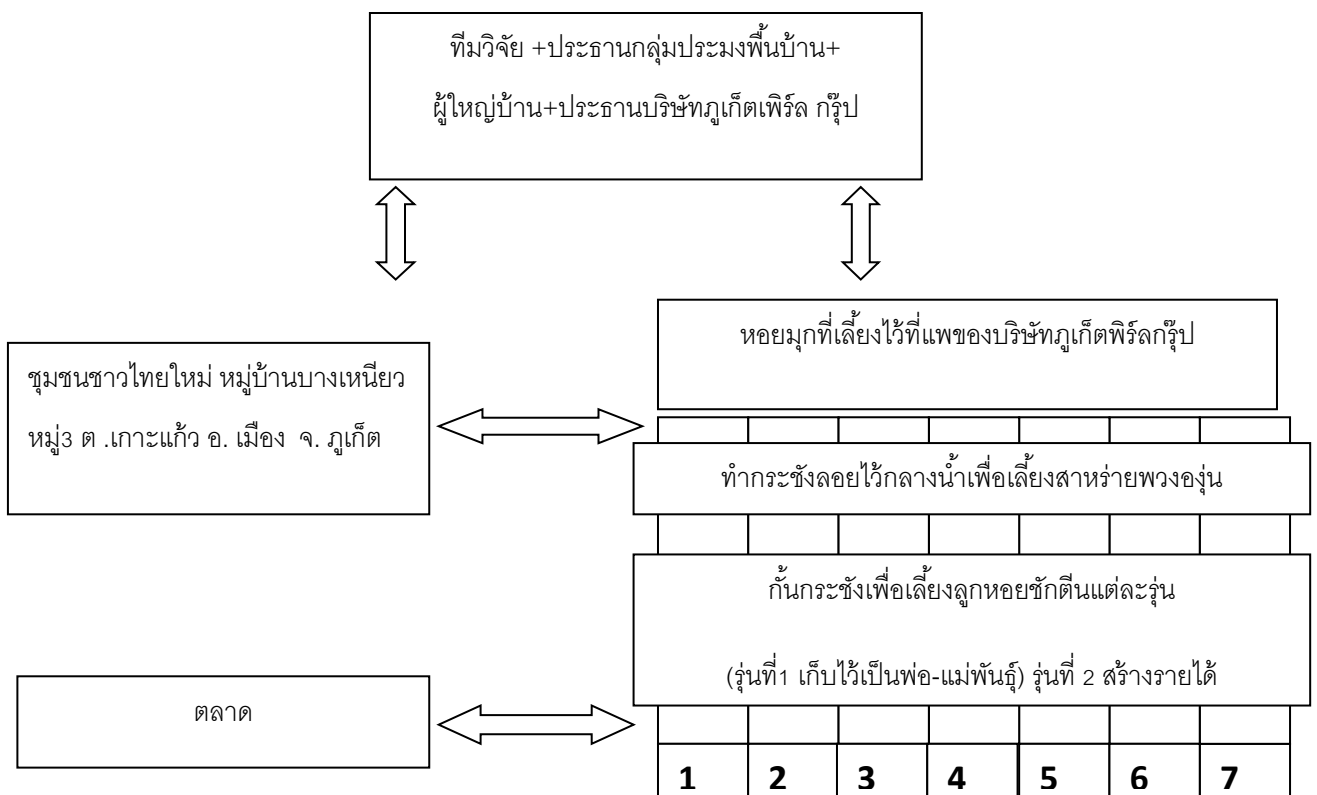 ทีมวิจัย +ประธานกลุ่มประมงพื้นบ้าน+
ผู้ใหญ่บ้าน+ประธานบริษัทภูเก็ตเพิร์ล กรุ๊ป
หอยมุกที่เลี้ยงไว้ที่แพของบริษัทภูเก็ตพิร์ลกรุ๊ป
ชุมชนชาวไทยใหม่ หมู่บ้านบางเหนียว
หมู่3 ต .เกาะแก้ว อ. เมือง จ. ภูเก็ต
ทำกระชังลอยไว้กลางน้ำเพื่อเลี้ยงสาหร่ายพวงองุ่น
กั้นกระชังเพื่อเลี้ยงลูกหอยชักตีนแต่ละรุ่น
(รุ่นที่1 เก็บไว้เป็นพ่อ-แม่พันธุ์) รุ่นที่ 2 สร้างรายได้
ตลาด
1 2 3 4 5 6 7